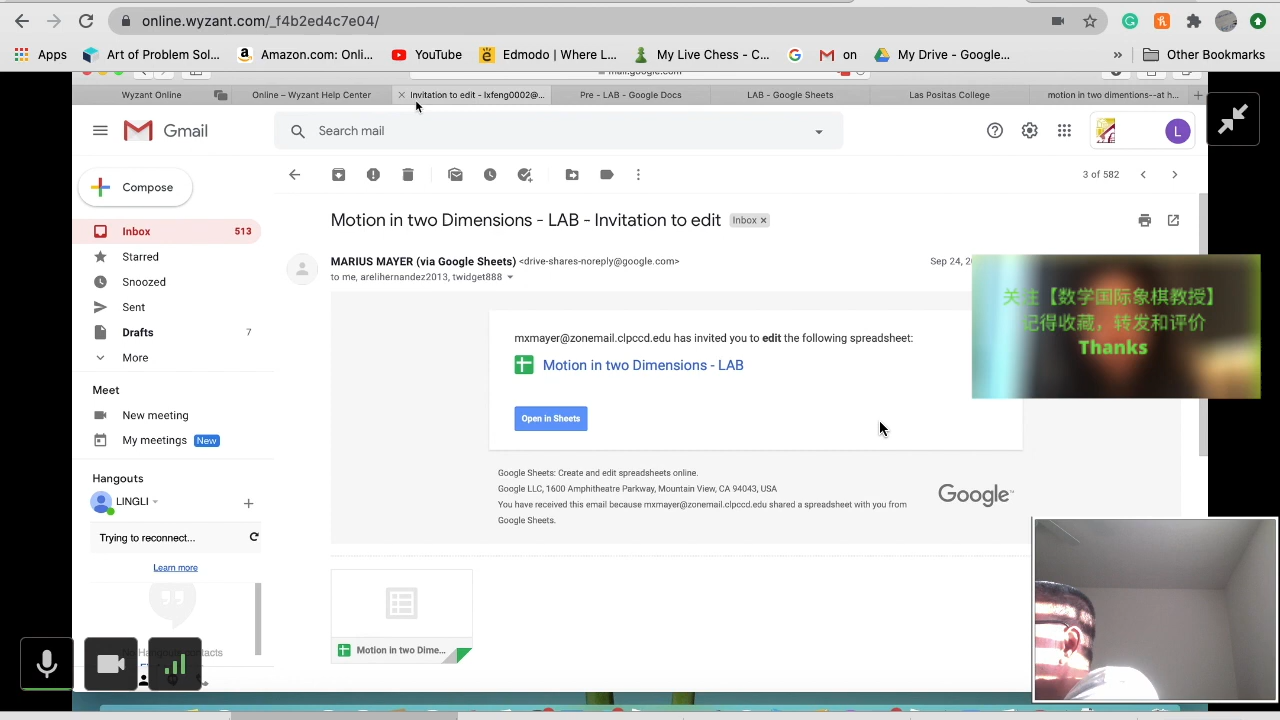 online.wyzant.com/_f4b2ed4c7e04/
Apps
Art of Problem Sol...
Amazon.com: Onli...
YouTube
Edmodo | Where L...
My Live Chess - C...
on
My Drive - Google...
»
Other Bookmarks
mail.google.com
Wyzant Online
Online – Wyzant Help Center
Invitation to edit - lxfeng0002@...
Pre - LAB - Google Docs
LAB - Google Sheets
Las Positas College
motion in two dimentions--at h...
Gmail
Search mail
L
Compose
3 of 582
Inbox 513
Starred
Snoozed
Sent
Drafts 7
More
Meet
New meeting
My meetings New
Hangouts
LINGLI
Trying to reconnect...
Learn more
No Hangouts contacts
Motion in two Dimensions - LAB - Invitation to edit
Inbox x
MARIUS MAYER (via Google Sheets) <drive-shares-noreply@google.com>
Sep 24,
to me, arelihernandez2013, twidget888
mxmayer@zonemail.clpccd.edu has invited you to edit the following spreadsheet:
Motion in two Dimensions - LAB
Open in Sheets
Google Sheets: Create and edit spreadsheets online.
Google LLC, 1600 Amphitheatre Parkway, Mountain View, CA 94043, USA
You have received this email because mxmayer@zonemail.clpccd.edu shared a spreadsheet with you from
Google Sheets.
Google™
Motion in two Dime...
关注【数学国际象棋教授】
记得收藏，转发和评价
Thanks